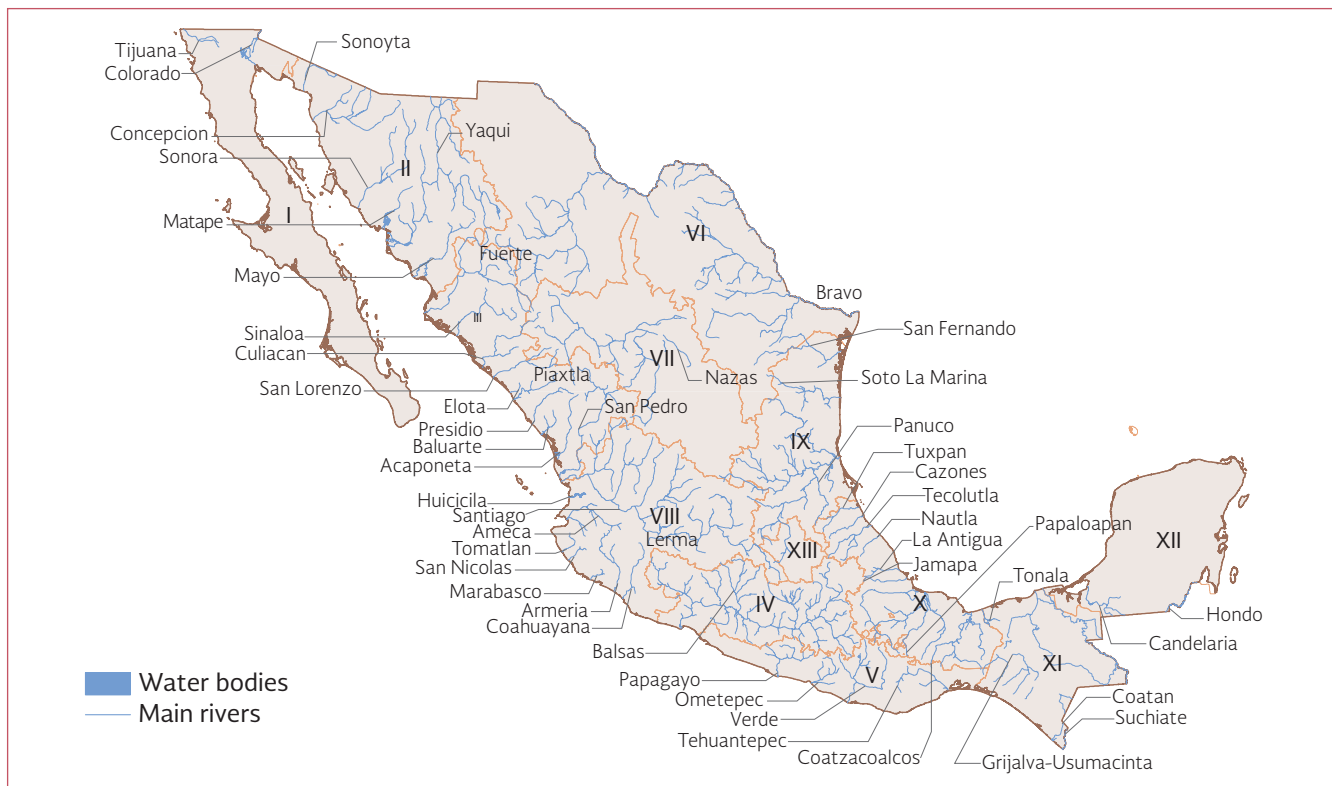 Tijuana
Sonoyta
Colorado
Concepcion
Yaqui
Sonora
II
Matape
I
VI
Fuerte
Mayo
Bravo
III
San Fernando
Sinaloa
Culiacan
VII
Piaxtla
Nazas
Soto La Marina
San Lorenzo
Elota
San Pedro
Presidio
Panuco
Baluarte
IX
Tuxpan
Acaponeta
Cazones
Huicicila
Tecolutla
Santiago
VIII
Nautla
Papaloapan
Ameca
Lerma
La Antigua
XII
Tomatlan
XIII
San Nicolas
Jamapa
Tonala
Marabasco
Armeria
IV
X
Hondo
Coahuayana
Candelaria
Balsas
XI
Papagayo
V
Ometepec
Coatan
Verde
Suchiate
Tehuantepec
Coatzacoalcos
Grijalva-Usumacinta
Water bodies
Main rivers